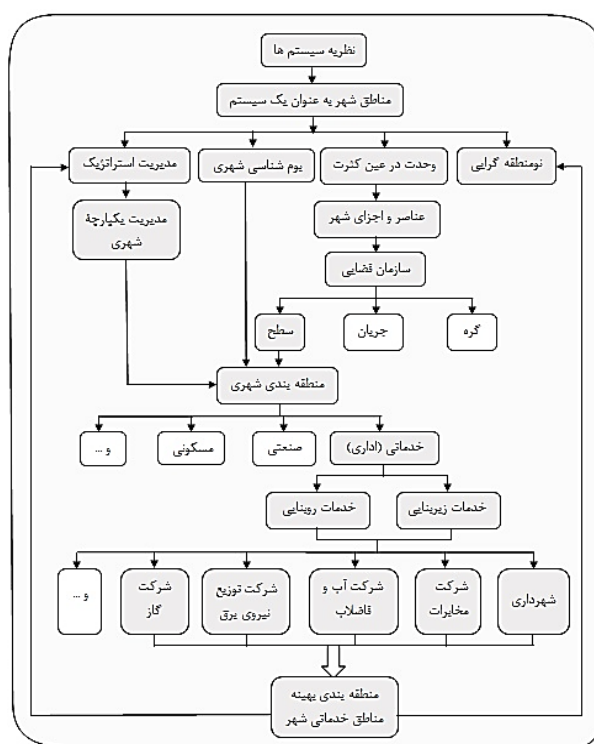 نظریه سیستم ها
مناطق شهر به عنوان یک سیستم
نومنطقه گرایی
وحدت در عین کثرت
بوم شناسی شهری
مدیریت استراتژیک
عناصر و اجزای شهر
مدیریت یکپارچة
شهری
سازمان فضایی
گره
جریان
سطح
منطقه بندی شهری
خدماتی (اداری)
صنعتی
مسکونی
و ...
خدمات زیربنایی
خدمات روبنایی
شهرداری
شرکت
مخابرات
شرکت آب و
فاضلاب
شرکت توزیع
نیروی برق
شرکت
گاز
و ...
منطقه بندی بهینه
مناطق خدماتی شهر